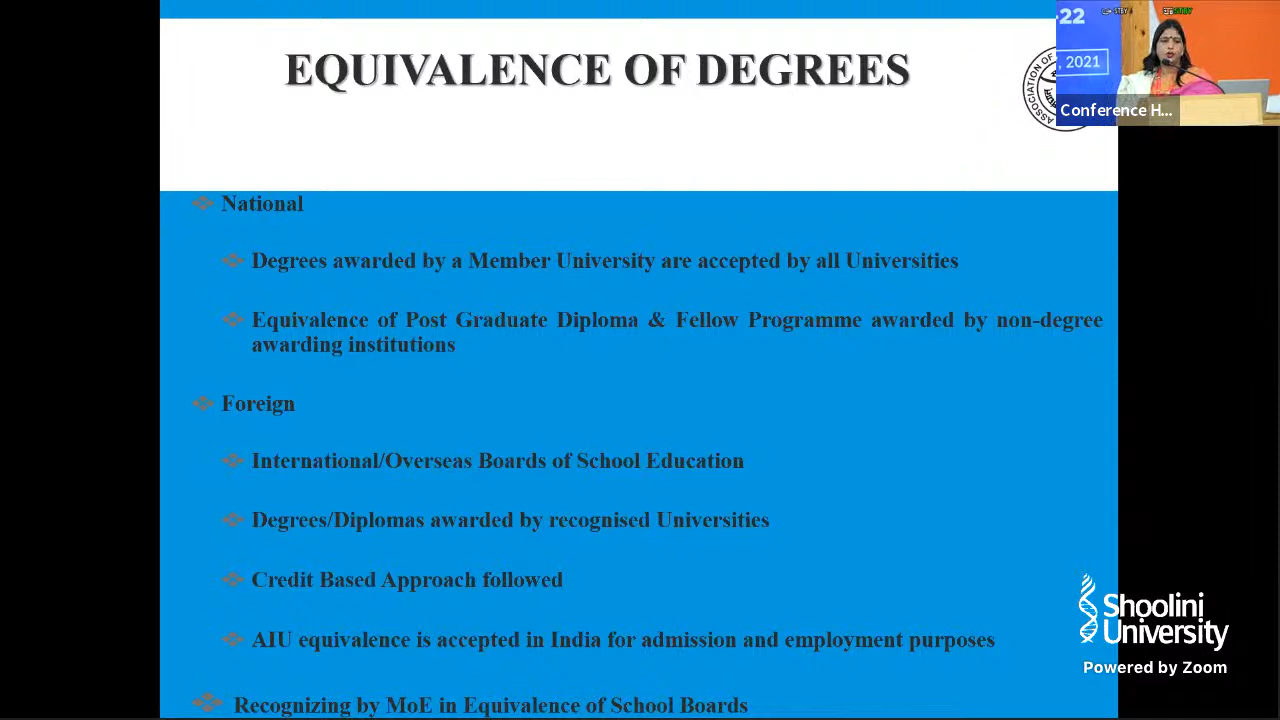 EQUIVALENCE OF DEGREES
National
Degrees awarded by a Member University are accepted by all Universities
Equivalence of Post Graduate Diploma & Fellow Programme awarded by non-degree
awarding institutions
Foreign
International/Overseas Boards of School Education
Degrees/Diplomas awarded by recognised Universities
Credit Based Approach followed
AIU equivalence is accepted in India for admission and employment purposes
Recognizing by MoE in Equivalence of School Boards
ASSOCIATION OF
-22
, 2021
Conference H...
Shoolini
University
Powered by Zoom